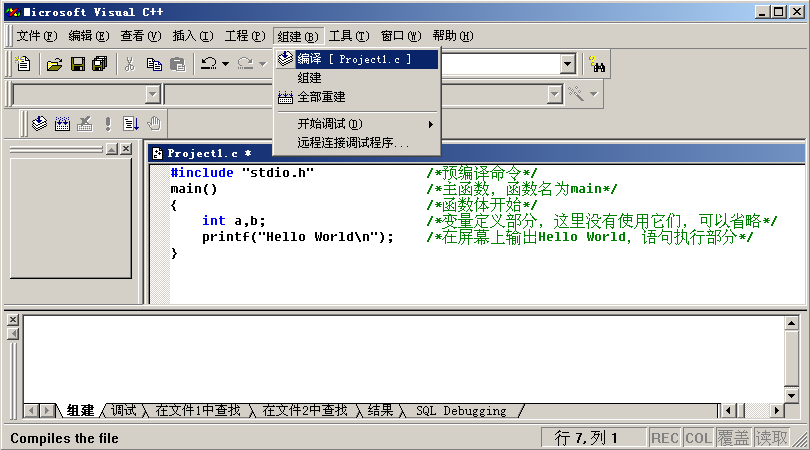 Microsoft Visual C++
文件(F) 编辑(E) 查看(V) 插入(I) 工程(P) 组建(B) 工具(T) 窗口(W) 帮助(H)
编译 [ Project1.c ]
组建
全部重建
开始调试(D)
远程连接调试程序...
Project1.c *
#include "stdio.h" /*预编译命令*/
main() /*主函数，函数名为main*/
{ /*函数体开始*/
int a,b; /*变量定义部分，这里没有使用它们，可以省略*/
printf("Hello World\n"); /*在屏幕上输出Hello World，语句执行部分*/
}
组建 调试 在文件1中查找 在文件2中查找 结果 SQL Debugging
Compiles the file 行 7, 列 1 REC COL 覆盖 读取